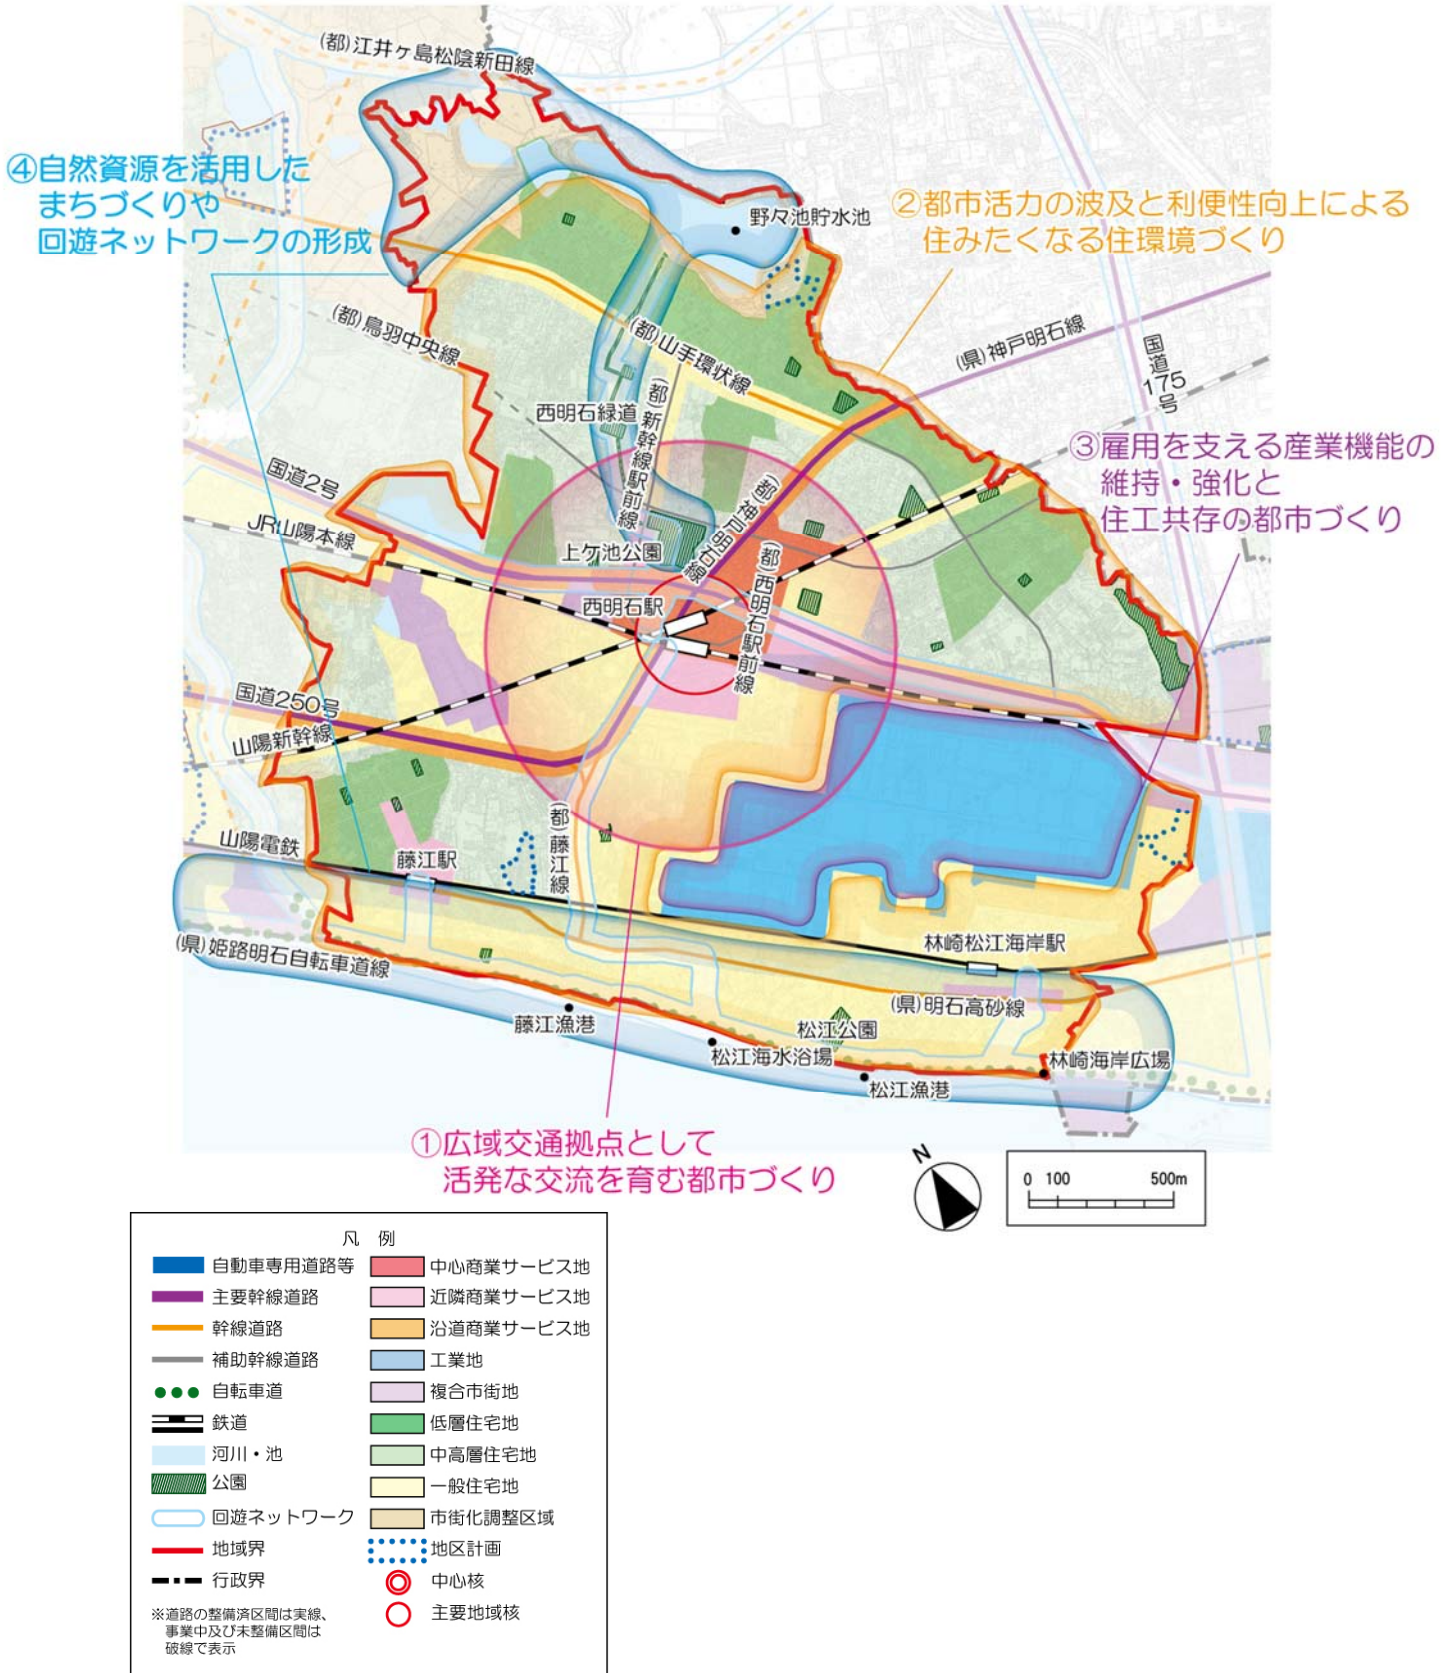 (都)江井ヶ島松陰新田線
④自然資源を活用した
まちづくりや
回遊ネットワークの形成
野々池貯水池
②都市活力の波及と利便性向上による
住みたくなる住環境づくり
(都)鳥羽中央線
(都)山手環状線
(県)神戸明石線
国道
175
号
西明石緑道
(都)新幹線駅前線
③雇用を支える産業機能の
維持・強化と
住工共存の都市づくり
国道2号
JR山陽本線
(都)神戸明石線
上ケ池公園
(都)西明石駅前線
西明石駅
国道250号
山陽新幹線
(都)藤江線
山陽電鉄
藤江駅
(県)姫路明石自転車道線
林崎松江海岸駅
(県)明石高砂線
藤江漁港
松江公園
松江海水浴場
林崎海岸広場
松江漁港
①広域交通拠点として
活発な交流を育む都市づくり
N
0 100 500m
凡 例
自動車専用道路等
主要幹線道路
幹線道路
補助幹線道路
自転車道
鉄道
河川・池
公園
回遊ネットワーク
地域界
行政界
※道路の整備済区間は実線、
事業中及び未整備区間は
破線で表示
中心商業サービス地
近隣商業サービス地
沿道商業サービス地
工業地
複合市街地
低層住宅地
中高層住宅地
一般住宅地
市街化調整区域
地区計画
中心核
主要地域核